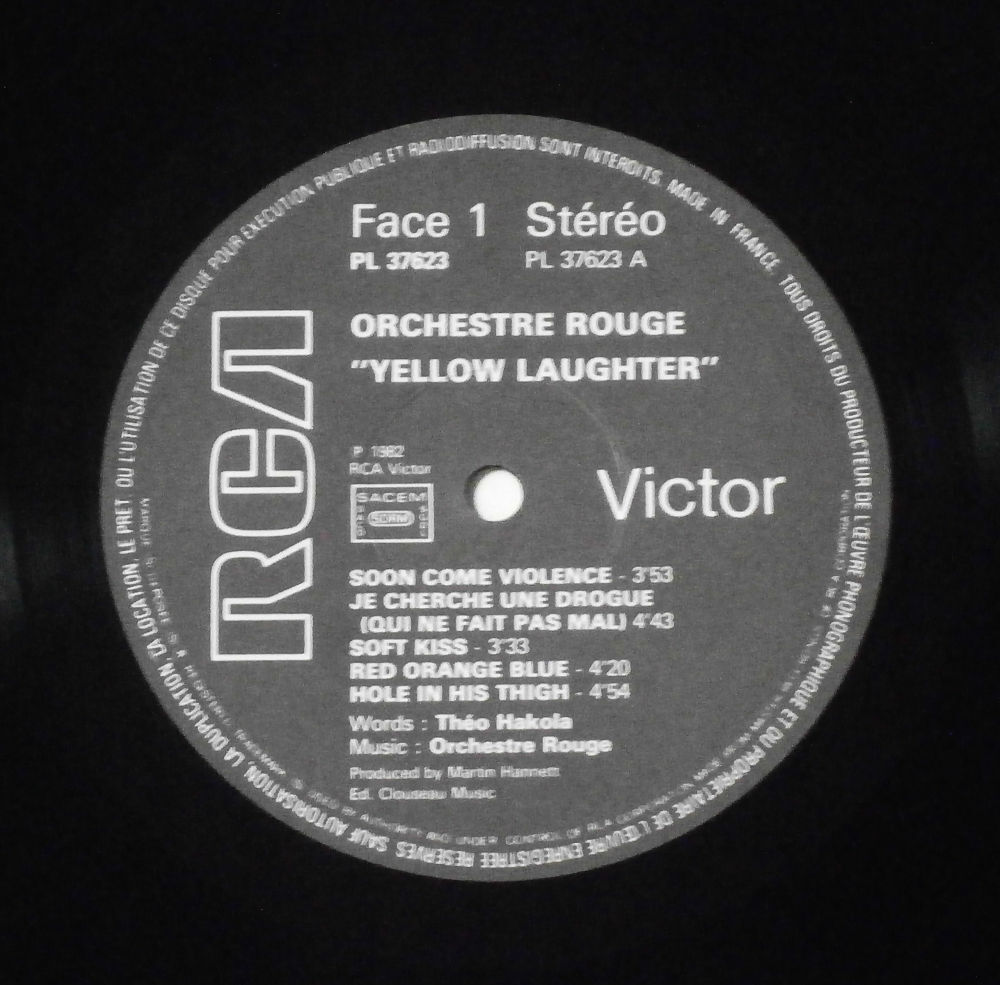 Face 1 Stéréo
PL 37623 PL 37623 A
ORCHESTRE ROUGE
"YELLOW LAUGHTER"
RCA
P 1982
RCA Victor
SACEM
SDRM
Victor
SOON COME VIOLENCE - 3'53
JE CHERCHE UNE DROGUE
(QUI NE FAIT PAS MAL) 4'43
SOFT KISS - 3'33
RED ORANGE BLUE - 4'20
HOLE IN HIS THIGH - 4'54
Words : Théo Hakola
Music : Orchestre Rouge
Produced by Martin Hannett
Ed. Clouseau Music
MADE IN FRANCE. TOUS DROITS DU PRODUCTEUR DE L'ŒUVRE PHONOGRAPHIQUE ET DU PROPRIETAIRE DE L'ŒUVRE ENREGISTREE RESERVES. SAUF AUTORISATION, LA DUPLICATION, LA LOCATION, LE PRET, OU L'UTILISATION DE CE DISQUE POUR EXECUTION PUBLIQUE ET RADIODIFFUSION SONT INTERDITS.